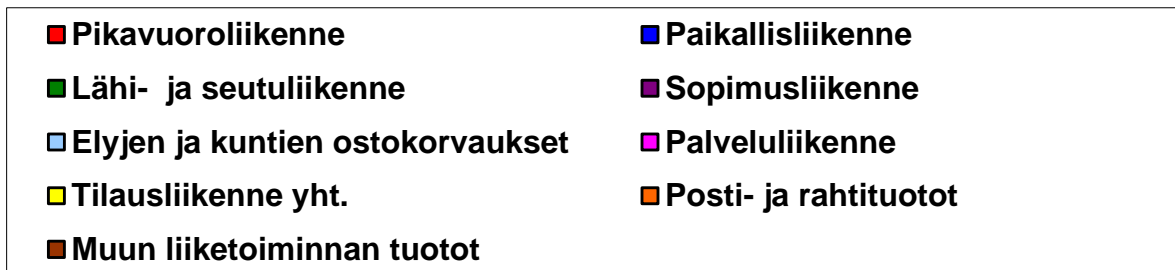 Pikavuoroliikenne
Paikallisliikenne
Lähi- ja seutuliikenne
Sopimusliikenne
Elyjen ja kuntien ostokorvaukset
Palveluliikenne
Tilausliikenne yht.
Posti- ja rahtituotot
Muun liiketoiminnan tuotot